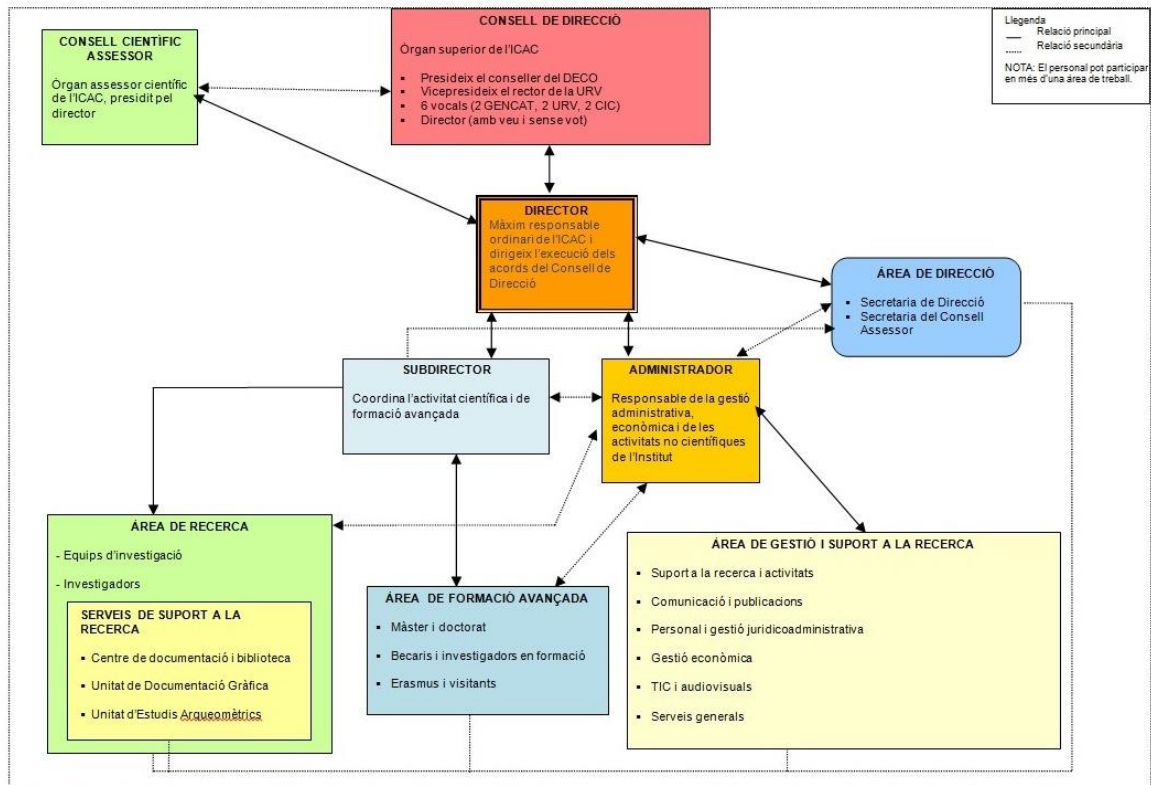 CONSELL DE DIRECCIÓ
Órgan superior de l'ICAC
▪ Presideix el conseller del DECO
▪ Vicepresideix el rector de la URV
▪ 6 vocals (2 GENCAT, 2 URV, 2 CIC)
▪ Director (amb veu i sense vot)
Llegenda
Relació principal
Relació secundària
NOTA: El personal pot participar
en més d'una área de treball.
CONSELL CIENTÍFIC
ASSESSOR
Òrgan assessor científic
de l'ICAC, presidit pel
director
DIRECTOR
Màxim responsable
ordinari de l'ICAC i
dirigeix l'execució dels
acords del Consell de
Direcció
ÁREA DE DIRECCIÓ
▪ Secretaria de Direcció
▪ Secretaria del Consell
Assessor
SUBDIRECTOR
Coordina l'activitat científica i de
formació avançada
ADMINISTRADOR
Responsable de la gestió
administrativa,
econòmica i de les
activitats no científiques
de l'Institut
ÁREA DE RECERCA
- Equips d'investigació
- Investigadors
SERVEIS DE SUPORT A LA
RECERCA
▪ Centre de documentació i biblioteca
▪ Unitat de Documentació Gràfica
▪ Unitat d'Estudis Arqueomètrics
ÁREA DE FORMACIÓ AVANÇADA
▪ Màster i doctorat
▪ Becaris i investigadors en formació
▪ Erasmus i visitants
ÁREA DE GESTIÓ I SUPORT A LA RECERCA
▪ Suport a la recerca i activitats
▪ Comunicació i publicacions
▪ Personal i gestió juridicoadministrativa
▪ Gestió econòmica
▪ TIC i audiovisuals
▪ Serveis generals